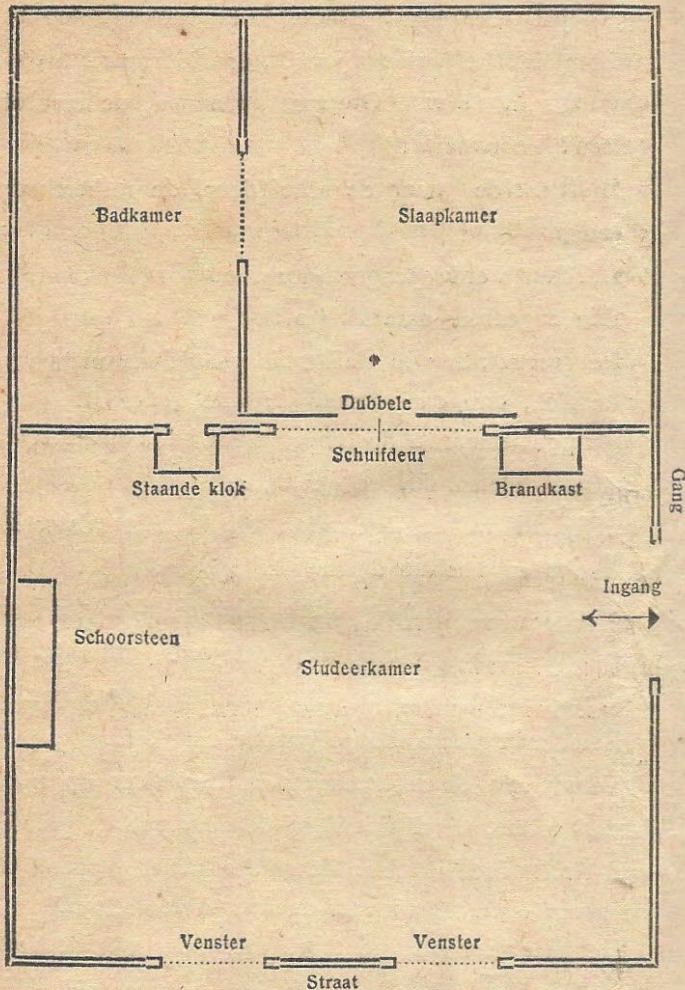 Badkamer
Slaapkamer
Dubbele
Schuifdeur
Staande klok
Brandkast
Gang
Ingang
Schoorsteen
Studeerkamer
Venster
Venster
Straat